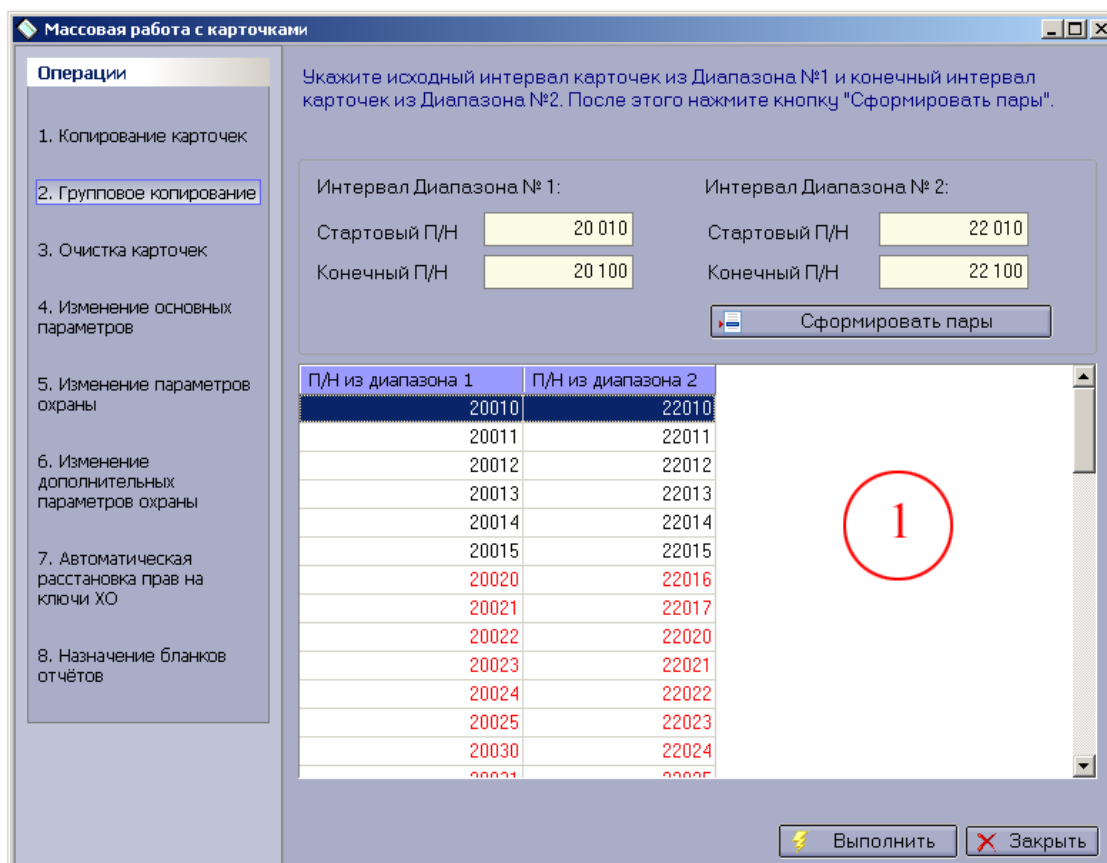 Массовая работа с карточками
Операции
1. Копирование карточек
2. Групповое копирование
3. Очистка карточек
4. Изменение основных
параметров
5. Изменение параметров
охраны
6. Изменение
дополнительных
параметров охраны
7. Автоматическая
расстановка прав на
ключи ХО
8. Назначение бланков
отчётов
Укажите исходный интервал карточек из Диапазона №1 и конечный интервал
карточек из Диапазона №2. После этого нажмите кнопку "Сформировать пары".
Интервал Диапазона № 1:
Стартовый П/Н 20 010
Конечный П/Н 20 100
Интервал Диапазона № 2:
Стартовый П/Н 22 010
Конечный П/Н 22 100
Сформировать пары
П/Н из диапазона 1 П/Н из диапазона 2
20010 22010
20011 22011
20012 22012
20013 22013
20014 22014
20015 22015
20020 22016
20021 22017
20022 22020
20023 22021
20024 22022
20025 22023
20030 22024
1
Выполнить
Закрыть